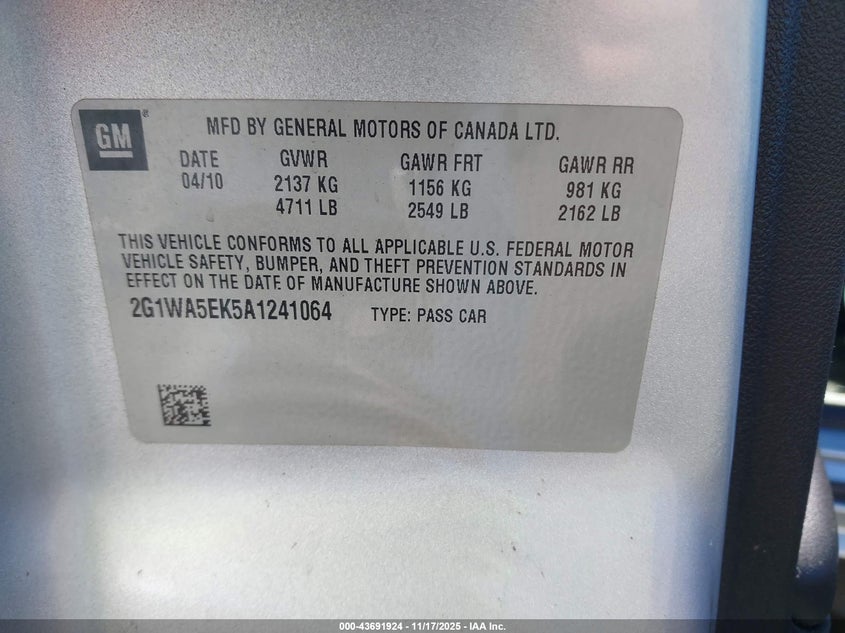 GM
®
MFD BY GENERAL MOTORS OF CANADA LTD.
DATE GVWR GAWR FRT GAWR RR
04/10 2137 KG 1156 KG 981 KG
4711 LB 2549 LB 2162 LB
THIS VEHICLE CONFORMS TO ALL APPLICABLE U.S. FEDERAL MOTOR
VEHICLE SAFETY, BUMPER, AND THEFT PREVENTION STANDARDS IN
EFFECT ON THE DATE OF MANUFACTURE SHOWN ABOVE.
2G1WA5EK5A1241064 TYPE: PASS CAR
000-43691924 - 11/17/2025 - IAA Inc.